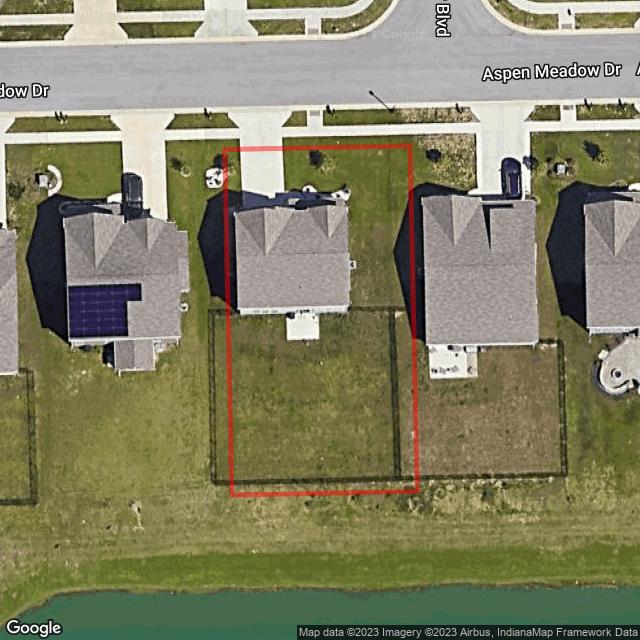 Blvd
Aspen Meadow Dr
dow Dr
Google
Map data ©2023 Imagery ©2023 Airbus, IndianaMap Framework Data